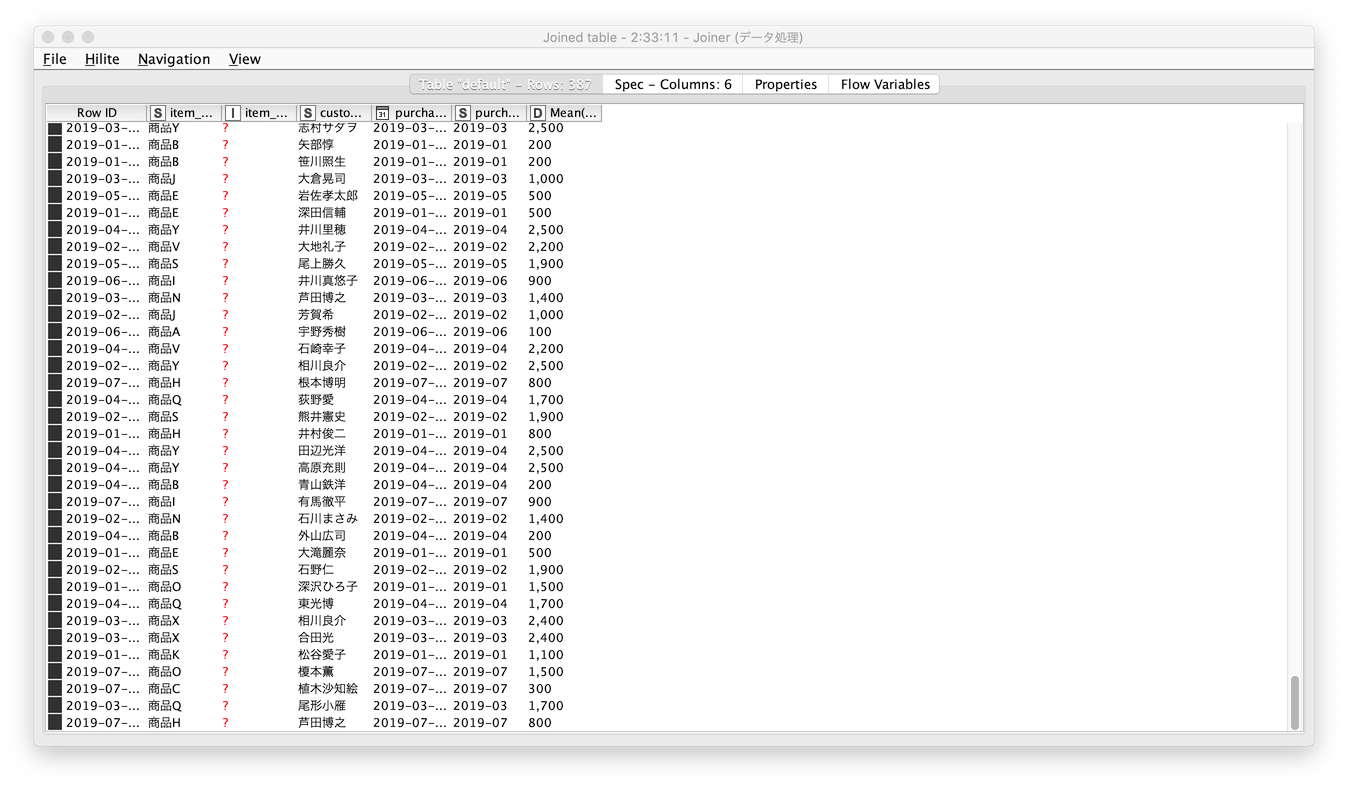 Joined table - 2:33:11 - Joiner (データ処理)
File Hilite Navigation View
Table "default" - Rows: 387 Spec - Columns: 6 Properties Flow Variables
Row ID S item_... I item_... S custo... 31 purcha... S purch... D Mean(...
2019-03-... 商品Y ? 志村サダヲ 2019-03-... 2019-03 2,500
2019-01-... 商品B ? 矢部惇 2019-01-... 2019-01 200
2019-01-... 商品B ? 笹川照生 2019-01-... 2019-01 200
2019-03-... 商品J ? 大倉晃司 2019-03-... 2019-03 1,000
2019-05-... 商品E ? 岩佐孝太郎 2019-05-... 2019-05 500
2019-01-... 商品E ? 深田信輔 2019-01-... 2019-01 500
2019-04-... 商品Y ? 井川里穂 2019-04-... 2019-04 2,500
2019-02-... 商品V ? 大地礼子 2019-02-... 2019-02 2,200
2019-05-... 商品S ? 尾上勝久 2019-05-... 2019-05 1,900
2019-06-... 商品I ? 井川真悠子 2019-06-... 2019-06 900
2019-03-... 商品N ? 芦田博之 2019-03-... 2019-03 1,400
2019-02-... 商品J ? 芳賀希 2019-02-... 2019-02 1,000
2019-06-... 商品A ? 宇野秀樹 2019-06-... 2019-06 100
2019-04-... 商品V ? 石崎幸子 2019-04-... 2019-04 2,200
2019-02-... 商品Y ? 相川良介 2019-02-... 2019-02 2,500
2019-07-... 商品H ? 根本博明 2019-07-... 2019-07 800
2019-04-... 商品Q ? 荻野愛 2019-04-... 2019-04 1,700
2019-02-... 商品S ? 熊井憲史 2019-02-... 2019-02 1,900
2019-01-... 商品H ? 井村俊二 2019-01-... 2019-01 800
2019-04-... 商品Y ? 田辺光洋 2019-04-... 2019-04 2,500
2019-04-... 商品Y ? 高原充則 2019-04-... 2019-04 2,500
2019-04-... 商品B ? 青山鉄洋 2019-04-... 2019-04 200
2019-07-... 商品I ? 有馬徹平 2019-07-... 2019-07 900
2019-02-... 商品N ? 石川まさみ 2019-02-... 2019-02 1,400
2019-04-... 商品B ? 外山広司 2019-04-... 2019-04 200
2019-01-... 商品E ? 大滝麗奈 2019-01-... 2019-01 500
2019-02-... 商品S ? 石野仁 2019-02-... 2019-02 1,900
2019-01-... 商品O ? 深沢ひろ子 2019-01-... 2019-01 1,500
2019-04-... 商品Q ? 東光博 2019-04-... 2019-04 1,700
2019-03-... 商品X ? 相川良介 2019-03-... 2019-03 2,400
2019-03-... 商品X ? 合田光 2019-03-... 2019-03 2,400
2019-01-... 商品K ? 松谷愛子 2019-01-... 2019-01 1,100
2019-07-... 商品O ? 榎本薫 2019-07-... 2019-07 1,500
2019-07-... 商品C ? 植木沙知絵 2019-07-... 2019-07 300
2019-03-... 商品Q ? 尾形小雁 2019-03-... 2019-03 1,700
2019-07-... 商品H ? 芦田博之 2019-07-... 2019-07 800